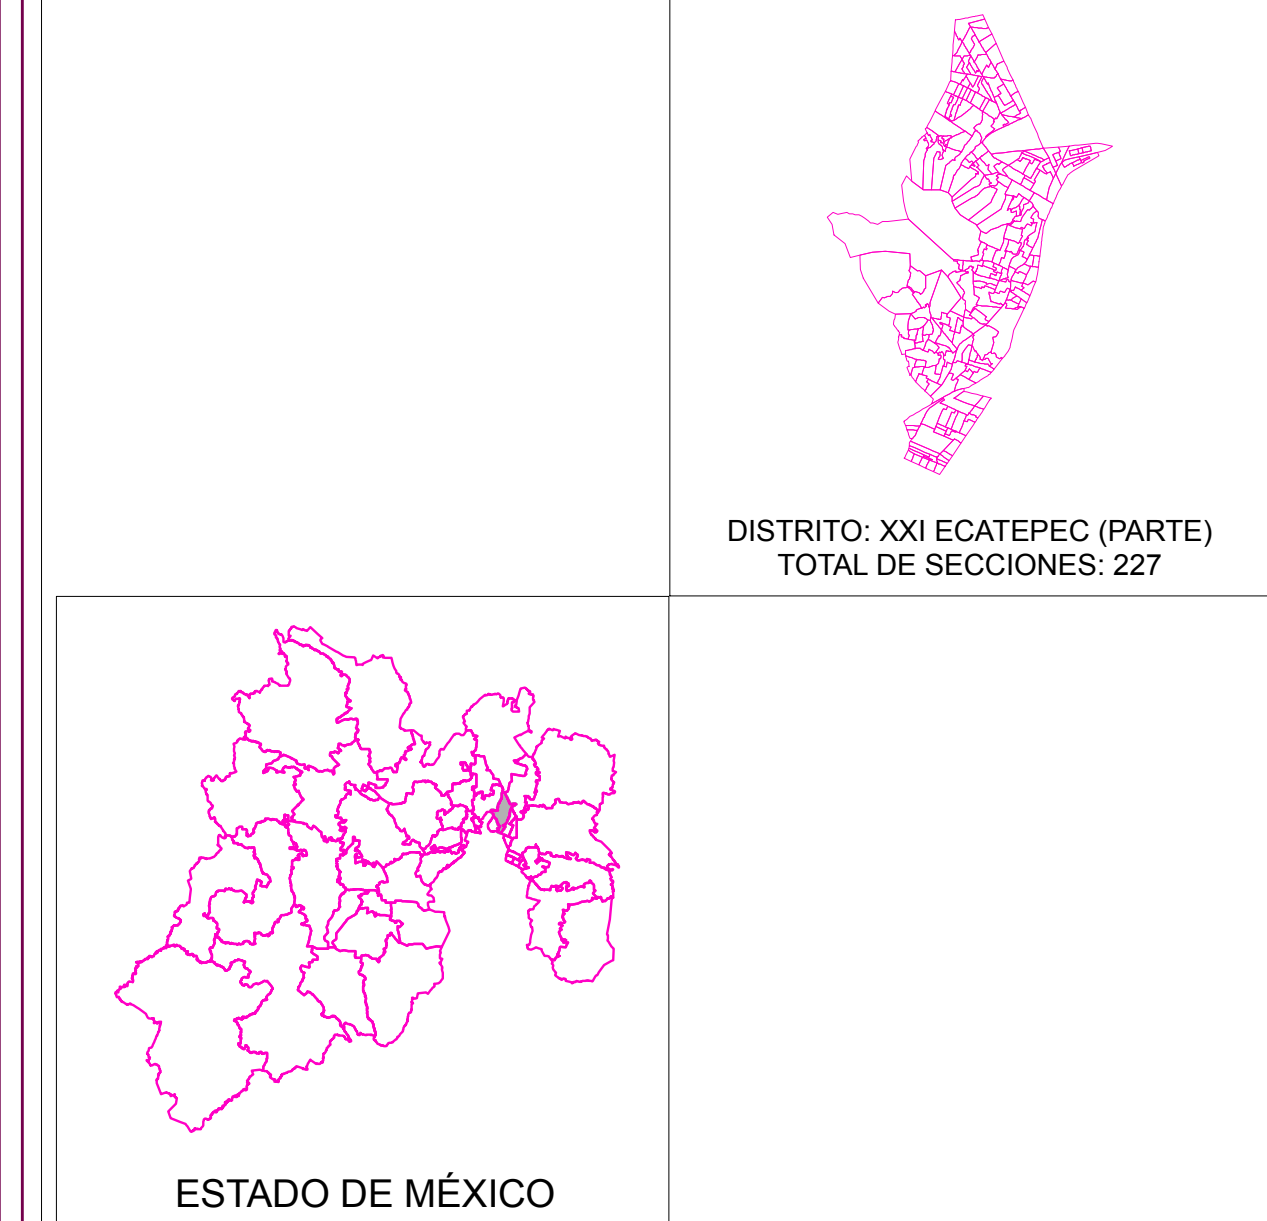 DISTRITO: XXI ECATEPEC (PARTE)
TOTAL DE SECCIONES: 227
ESTADO DE MÉXICO